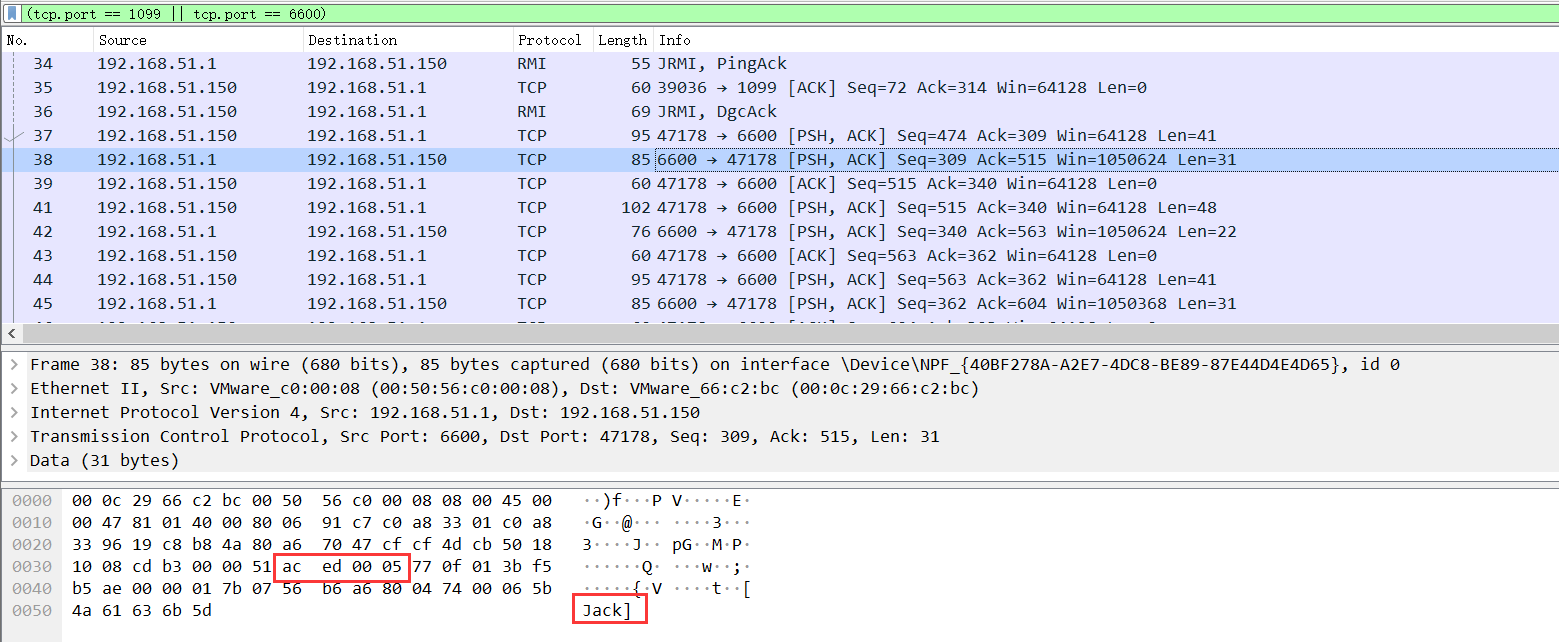 (tcp.port == 1099 || tcp.port == 6600)
No. Source Destination Protocol Length Info
34 192.168.51.1 192.168.51.150 RMI 55 JRMI, PingAck
35 192.168.51.150 192.168.51.1 TCP 60 39036 → 1099 [ACK] Seq=72 Ack=314 Win=64128 Len=0
36 192.168.51.150 192.168.51.1 RMI 69 JRMI, DgcAck
37 192.168.51.150 192.168.51.1 TCP 95 47178 → 6600 [PSH, ACK] Seq=474 Ack=309 Win=64128 Len=41
38 192.168.51.1 192.168.51.150 TCP 85 6600 → 47178 [PSH, ACK] Seq=309 Ack=515 Win=1050624 Len=31
39 192.168.51.150 192.168.51.1 TCP 60 47178 → 6600 [ACK] Seq=515 Ack=340 Win=64128 Len=0
41 192.168.51.150 192.168.51.1 TCP 102 47178 → 6600 [PSH, ACK] Seq=515 Ack=340 Win=64128 Len=48
42 192.168.51.1 192.168.51.150 TCP 76 6600 → 47178 [PSH, ACK] Seq=340 Ack=563 Win=1050624 Len=22
43 192.168.51.150 192.168.51.1 TCP 60 47178 → 6600 [ACK] Seq=563 Ack=362 Win=64128 Len=0
44 192.168.51.150 192.168.51.1 TCP 95 47178 → 6600 [PSH, ACK] Seq=563 Ack=362 Win=64128 Len=41
45 192.168.51.1 192.168.51.150 TCP 85 6600 → 47178 [PSH, ACK] Seq=362 Ack=604 Win=1050368 Len=31
Frame 38: 85 bytes on wire (680 bits), 85 bytes captured (680 bits) on interface \Device\NPF_{40BF278A-A2E7-4DC8-BE89-87E44D4E4D65}, id 0
Ethernet II, Src: VMware_c0:00:08 (00:50:56:c0:00:08), Dst: VMware_66:c2:bc (00:0c:29:66:c2:bc)
Internet Protocol Version 4, Src: 192.168.51.1, Dst: 192.168.51.150
Transmission Control Protocol, Src Port: 6600, Dst Port: 47178, Seq: 309, Ack: 515, Len: 31
Data (31 bytes)
0000 00 0c 29 66 c2 bc 00 50 56 c0 00 08 08 00 45 00 ··)f···P V·····E·
0010 00 47 81 01 40 00 80 06 91 c7 c0 a8 33 01 c0 a8 ·G··@··· ····3···
0020 33 96 19 c8 b8 4a 80 a6 70 47 cf cf 4d cb 50 18 3····J·· pG··M·P·
0030 10 08 cd b3 00 00 51 ac ed 00 05 77 0f 01 3b f5 ······Q· ···w··;·
0040 b5 ae 00 00 01 7b 07 56 b6 a6 80 04 74 00 06 5b ·····{·V ····t··[
0050 4a 61 63 6b 5d Jack]